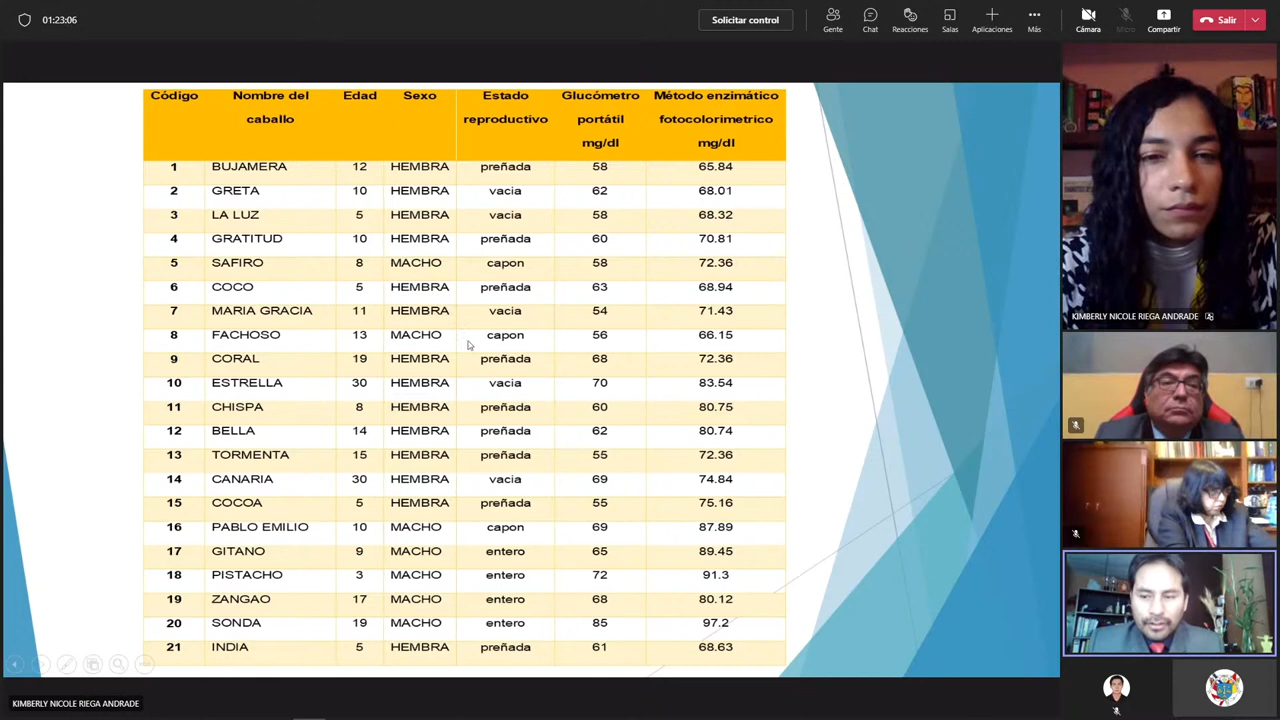 01:23:06
Solicitar control
Gente
Chat
Reacciones
Salas
Aplicaciones
Más
Cámara
Micro
Compartir
Salir
Código Nombre del caballo Edad Sexo Estado reproductivo Glucómetro portátil mg/dl Método enzimático fotocolorimetrico mg/dl
1 BUJAMERA 12 HEMBRA preñada 58 65.84
2 GRETA 10 HEMBRA vacia 62 68.01
3 LA LUZ 5 HEMBRA vacia 58 68.32
4 GRATITUD 10 HEMBRA preñada 60 70.81
5 SAFIRO 8 MACHO capon 58 72.36
6 COCO 5 HEMBRA preñada 63 68.94
7 MARIA GRACIA 11 HEMBRA vacia 54 71.43
8 FACHOSO 13 MACHO capon 56 66.15
9 CORAL 19 HEMBRA preñada 68 72.36
10 ESTRELLA 30 HEMBRA vacia 70 83.54
11 CHISPA 8 HEMBRA preñada 60 80.75
12 BELLA 14 HEMBRA preñada 62 80.74
13 TORMENTA 15 HEMBRA preñada 55 72.36
14 CANARIA 30 HEMBRA vacia 69 74.84
15 COCOA 5 HEMBRA preñada 55 75.16
16 PABLO EMILIO 10 MACHO capon 69 87.89
17 GITANO 9 MACHO entero 65 89.45
18 PISTACHO 3 MACHO entero 72 91.3
19 ZANGAO 17 MACHO entero 68 80.12
20 SONDA 19 MACHO entero 85 97.2
21 INDIA 5 HEMBRA preñada 61 68.63
KIMBERLY NICOLE RIEGA ANDRADE
KIMBERLY NICOLE RIEGA ANDRADE